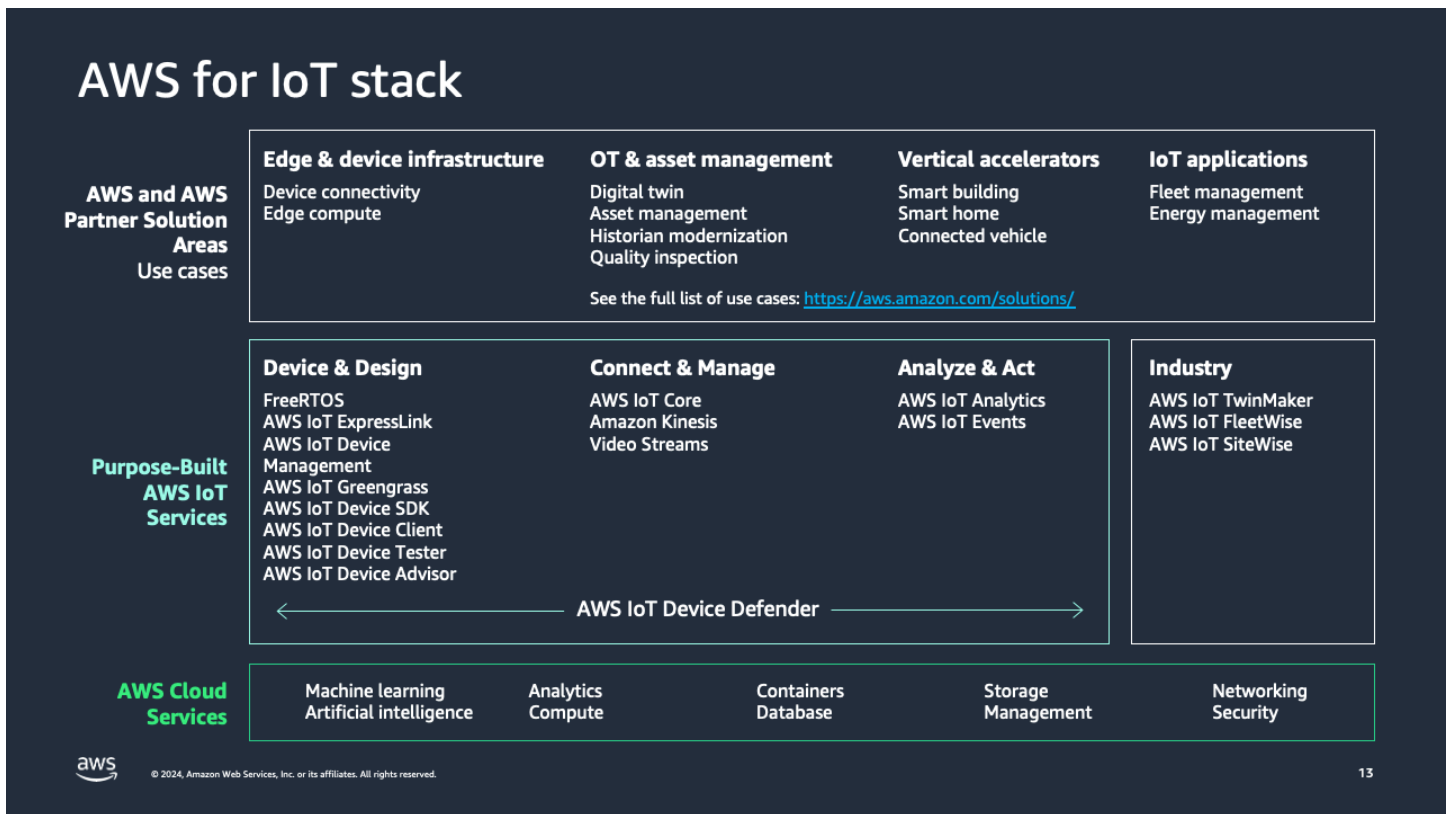 AWS for IoT stack
AWS and AWS
Partner Solution
Areas
Use cases
Edge & device infrastructure
Device connectivity
Edge compute
OT & asset management
Digital twin
Asset management
Historian modernization
Quality inspection
Vertical accelerators
Smart building
Smart home
Connected vehicle
IoT applications
Fleet management
Energy management
See the full list of use cases: https://aws.amazon.com/solutions/
Purpose-Built
AWS IoT
Services
Device & Design
FreeRTOS
AWS IoT ExpressLink
AWS IoT Device
Management
AWS IoT Greengrass
AWS IoT Device SDK
AWS IoT Device Client
AWS IoT Device Tester
AWS IoT Device Advisor
Connect & Manage
AWS IoT Core
Amazon Kinesis
Video Streams
Analyze & Act
AWS IoT Analytics
AWS IoT Events
AWS IoT Device Defender
Industry
AWS IoT TwinMaker
AWS IoT FleetWise
AWS IoT SiteWise
AWS Cloud
Services
Machine learning
Artificial intelligence
Analytics
Compute
Containers
Database
Storage
Management
Networking
Security
aws
© 2024, Amazon Web Services, Inc. or its affiliates. All rights reserved.
13